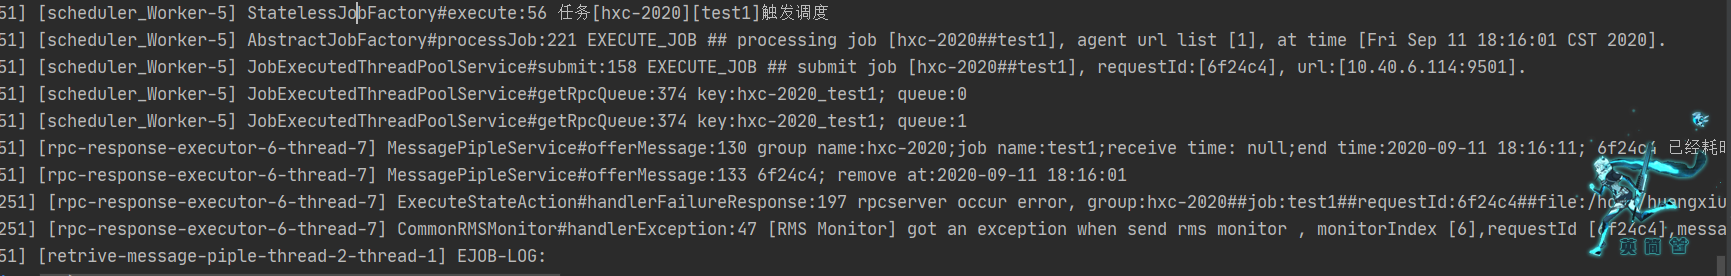 51] [scheduler_Worker-5] StatelessJobFactory#execute:56 任务[hxc-2020][test1]触发调度
51] [scheduler_Worker-5] AbstractJobFactory#processJob:221 EXECUTE_JOB ## processing job [hxc-2020##test1], agent url list [1], at time [Fri Sep 11 18:16:01 CST 2020].
51] [scheduler_Worker-5] JobExecutedThreadPoolService#submit:158 EXECUTE_JOB ## submit job [hxc-2020##test1], requestId:[6f24c4], url:[10.40.6.114:9501].
51] [scheduler_Worker-5] JobExecutedThreadPoolService#getRpcQueue:374 key:hxc-2020_test1; queue:0
51] [scheduler_Worker-5] JobExecutedThreadPoolService#getRpcQueue:374 key:hxc-2020_test1; queue:1
51] [rpc-response-executor-6-thread-7] MessagePipleService#offerMessage:130 group name:hxc-2020;job name:test1;receive time: null;end time:2020-09-11 18:16:11; 6f24c4 已经耗时
51] [rpc-response-executor-6-thread-7] MessagePipleService#offerMessage:133 6f24c4; remove at:2020-09-11 18:16:01
251] [rpc-response-executor-6-thread-7] ExecuteStateAction#handlerFailureResponse:197 rpcserver occur error, group:hxc-2020##job:test1##requestId:6f24c4##file:/ho huangxiu
251] [rpc-response-executor-6-thread-7] CommonRMSMonitor#handlerException:47 [RMS Monitor] got an exception when send rms monitor , monitorIndex [6],requestId [6f24c4],messa
51] [retrive-message-piple-thread-2-thread-1] EJOB-LOG:
英 简